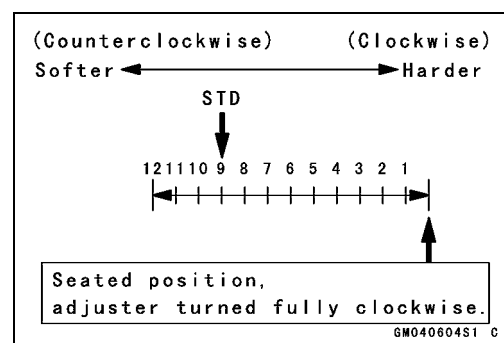 (Counterclockwise) (Clockwise)
Softer Harder
STD
12 11 10 9 8 7 6 5 4 3 2 1
Seated position,
adjuster turned fully clockwise.
GM040604S1 C